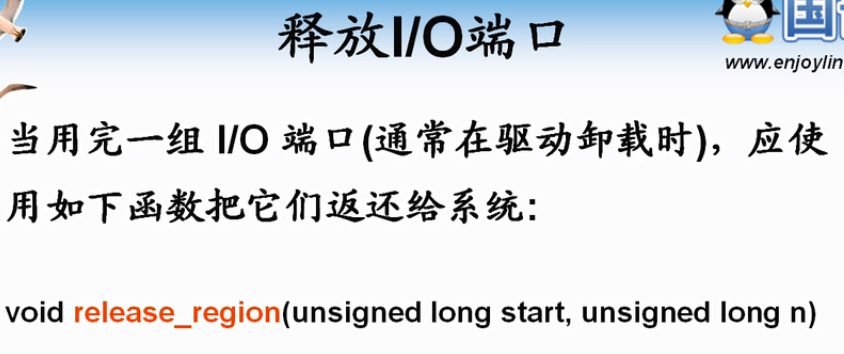 释放I/O端口
www.enjoylin
当用完一组 I/O 端口(通常在驱动卸载时)，应使
用如下函数把它们返还给系统:
void release_region(unsigned long start, unsigned long n)